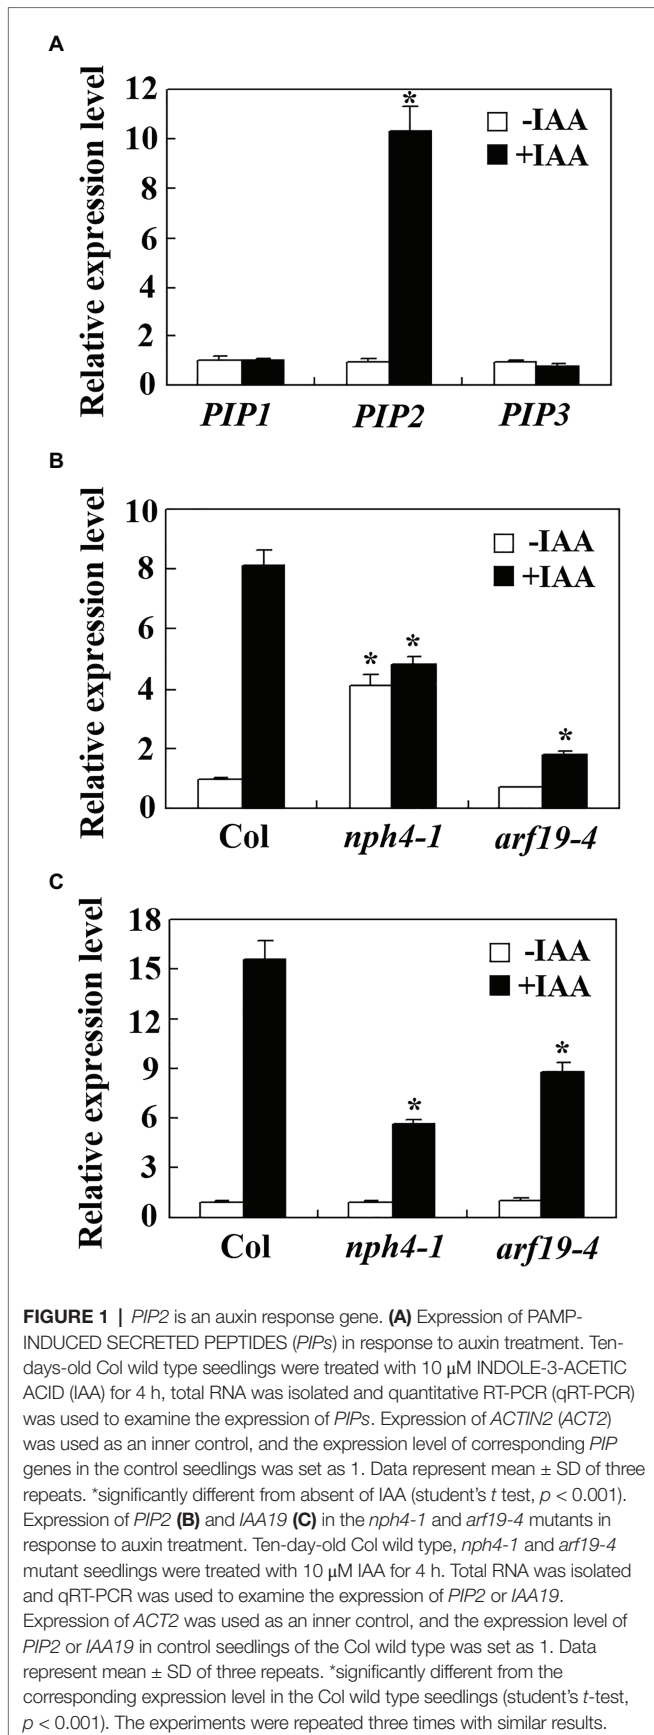 A
Relative expression level
12
10
8
6
4
2
0
-IAA
+IAA
*
PIP1 PIP2 PIP3
B
Relative expression level
10
8
6
4
2
0
-IAA
+IAA
* * *
Col nph4-1 arf19-4
C
Relative expression level
18
15
12
9
6
3
0
-IAA
+IAA
* *
Col nph4-1 arf19-4
FIGURE 1 | PIP2 is an auxin response gene. (A) Expression of PAMP-
INDUCED SECRETED PEPTIDES (PIPs) in response to auxin treatment. Ten-
days-old Col wild type seedlings were treated with 10 μM INDOLE-3-ACETIC
ACID (IAA) for 4 h, total RNA was isolated and quantitative RT-PCR (qRT-PCR)
was used to examine the expression of PIPs. Expression of ACTIN2 (ACT2)
was used as an inner control, and the expression level of corresponding PIP
genes in the control seedlings was set as 1. Data represent mean ± SD of three
repeats. *significantly different from absent of IAA (student's t test, p < 0.001).
Expression of PIP2 (B) and IAA19 (C) in the nph4-1 and arf19-4 mutants in
response to auxin treatment. Ten-day-old Col wild type, nph4-1 and arf19-4
mutant seedlings were treated with 10 μM IAA for 4 h. Total RNA was isolated
and qRT-PCR was used to examine the expression of PIP2 or IAA19.
Expression of ACT2 was used as an inner control, and the expression level of
PIP2 or IAA19 in control seedlings of the Col wild type was set as 1. Data
represent mean ± SD of three repeats. *significantly different from the
corresponding expression level in the Col wild type seedlings (student's t-test,
p < 0.001). The experiments were repeated three times with similar results.